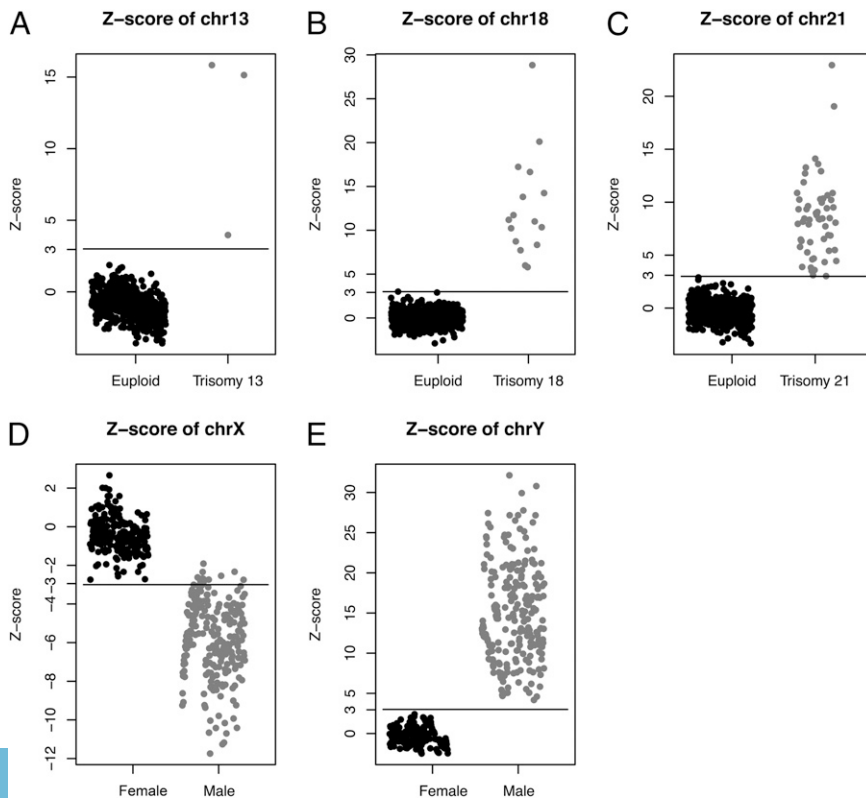 A
Z−score of chr13
15
5
3
0
Z−score
Euploid
Trisomy 13
B
Z−score of chr18
30
25
20
15
10
5
3
0
Z−score
Euploid
Trisomy 18
C
Z−score of chr21
20
15
10
5
3
0
Z−score
Euploid
Trisomy 21
D
Z−score of chrX
2
0
−2
−3
−4
−6
−8
−10
−12
Z−score
Female
Male
E
Z−score of chrY
30
25
20
15
10
5
3
0
Z−score
Female
Male